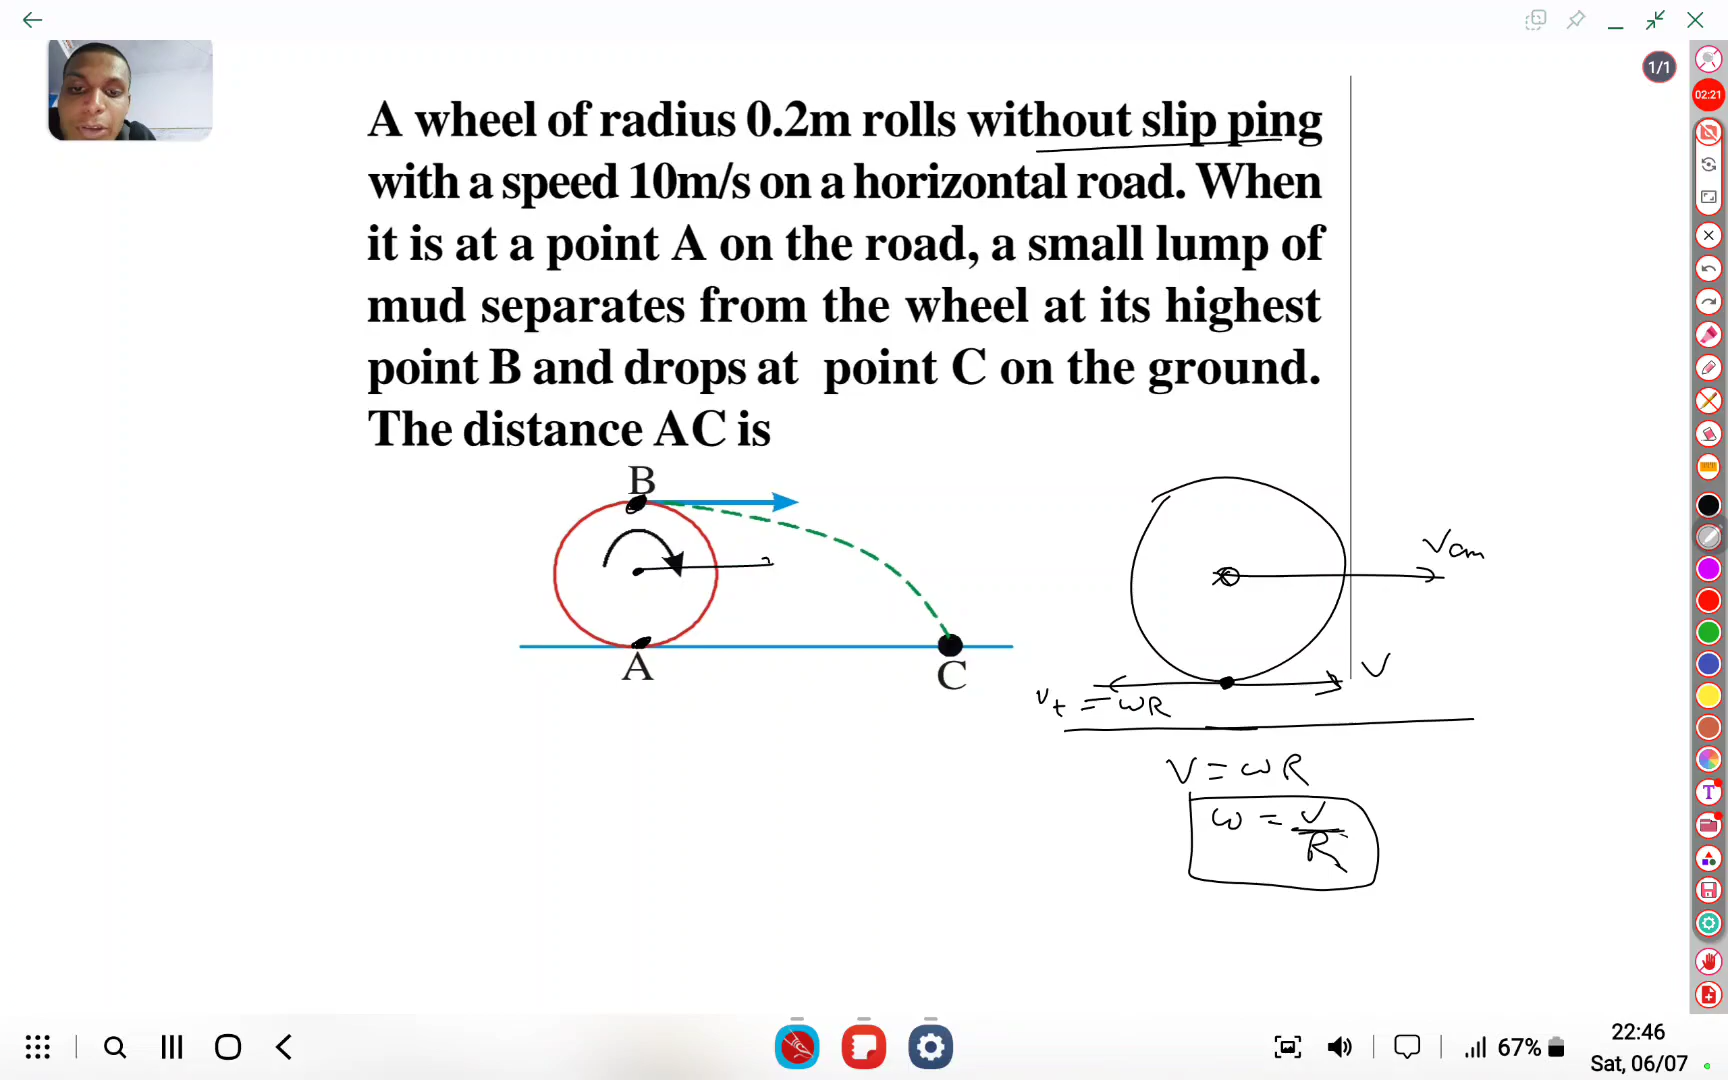 1/1
02:21
A wheel of radius 0.2m rolls without slip ping
with a speed 10m/s on a horizontal road. When
it is at a point A on the road, a small lump of
mud separates from the wheel at its highest
point B and drops at point C on the ground.
The distance AC is
B
A
C
Vcm
V
v_t = ωR
V = ωR
ω = V/R
T
22:46
67%
Sat, 06/07